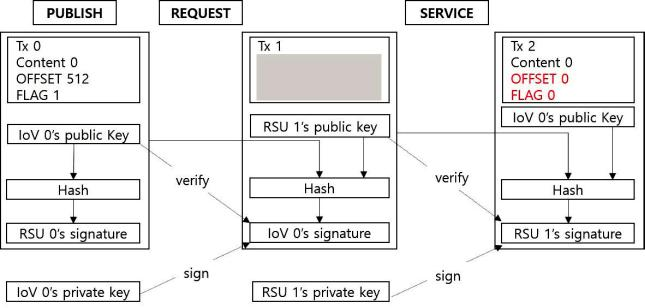 PUBLISH
REQUEST
SERVICE
Tx 0
Content 0
OFFSET 512
FLAG 1
IoV 0's public Key
Hash
RSU 0's signature
IoV 0's private key
Tx 1
RSU 1's public key
Hash
IoV 0's signature
RSU 1's private key
Tx 2
Content 0
OFFSET 0
FLAG 0
IoV 0's public Key
Hash
RSU 1's signature
verify
sign
verify
sign